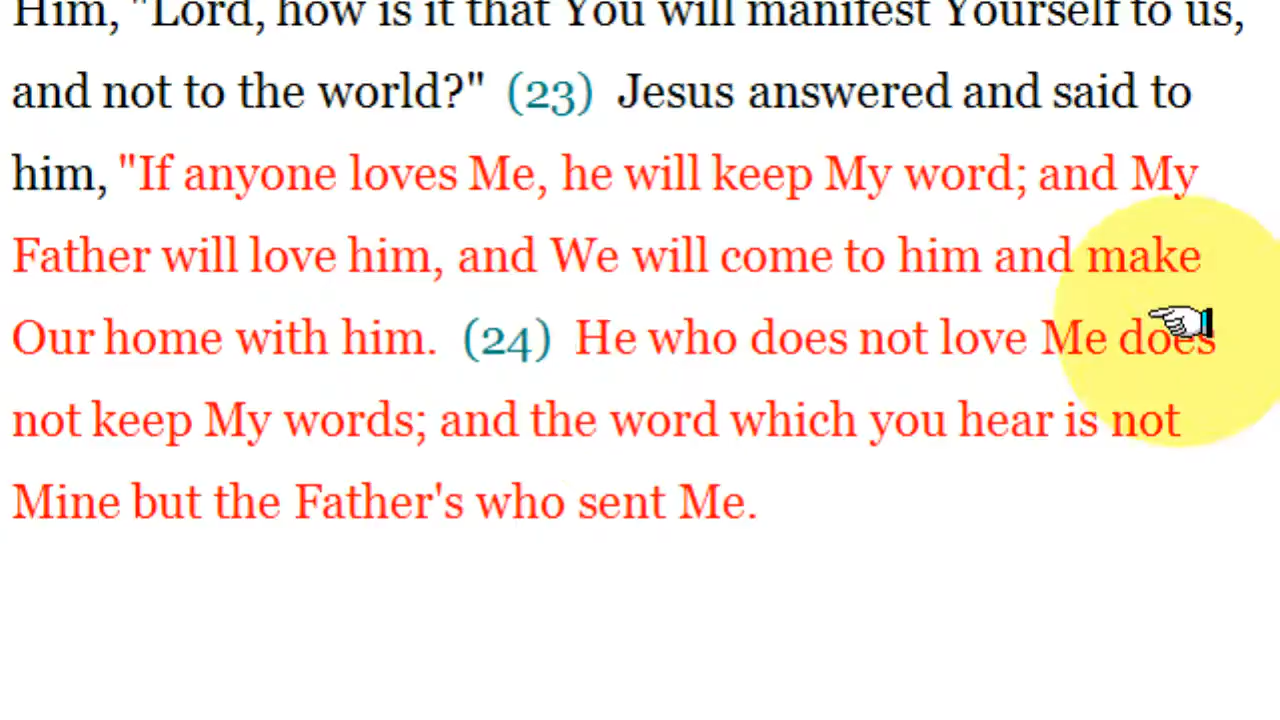 Him, "Lord, how is it that You will manifest Yourself to us,
and not to the world?" (23) Jesus answered and said to
him, "If anyone loves Me, he will keep My word; and My
Father will love him, and We will come to him and make
Our home with him. (24) He who does not love Me does
not keep My words; and the word which you hear is not
Mine but the Father's who sent Me.